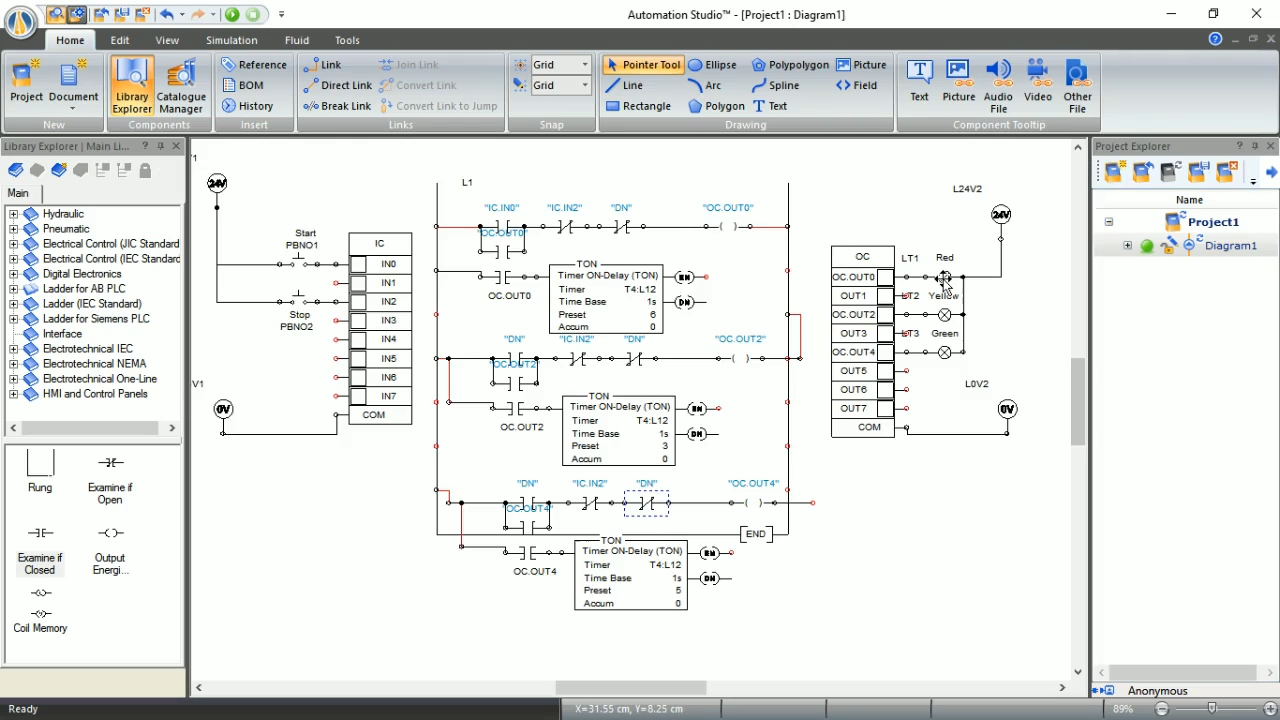 Automation Studio™ - [Project1 : Diagram1]
Home Edit View Simulation Fluid Tools
Project
Document
Library Explorer
Catalogue Manager
Reference
BOM
History
Link
Direct Link
Break Link
Join Link
Convert Link
Convert Link to Jump
Grid
Grid
Pointer Tool
Line
Rectangle
Ellipse
Arc
Polygon
Polypolygon
Spline
Text
Picture
Field
Text
Picture
Audio File
Video
Other File
New Components Insert Links Snap Drawing Component Tooltip
Library Explorer | Main Li...
Main
Hydraulic
Pneumatic
Electrical Control (JIC Standard
Electrical Control (IEC Standard
Digital Electronics
Ladder for AB PLC
Ladder (IEC Standard)
Ladder for Siemens PLC
Interface
Electrotechnical IEC
Electrotechnical NEMA
Electrotechnical One-Line
HMI and Control Panels
Rung
Examine if Open
Examine if Closed
Output Energi...
Coil Memory
V1
24V
Start
PBNO1
Stop
PBNO2
V1
0V
IC
IN0
IN1
IN2
IN3
IN4
IN5
IN6
IN7
COM
L1
"IC.IN0" "IC.IN2" "DN" "OC.OUT0"
"OC.OUT0"
OC.OUT0
TON
Timer ON-Delay (TON)
Timer T4:L12
Time Base 1s
Preset 6
Accum 0
EN
DN
"DN" "IC.IN2" "DN" "OC.OUT2"
"OC.OUT2"
OC.OUT2
TON
Timer ON-Delay (TON)
Timer T4:L12
Time Base 1s
Preset 3
Accum 0
EN
DN
"DN" "IC.IN2" "DN" "OC.OUT4"
"OC.OUT4"
END
OC.OUT4
TON
Timer ON-Delay (TON)
Timer T4:L12
Time Base 1s
Preset 5
Accum 0
EN
DN
L24V2
24V
OC LT1 Red
OC.OUT0
OUT1 LT2 Yellow
OC.OUT2
OUT3 LT3 Green
OC.OUT4
OUT5
OUT6
OUT7
COM
L0V2
0V
Project Explorer
Name
Project1
Diagram1
Anonymous
Ready X=31.55 cm, Y=8.25 cm 89%